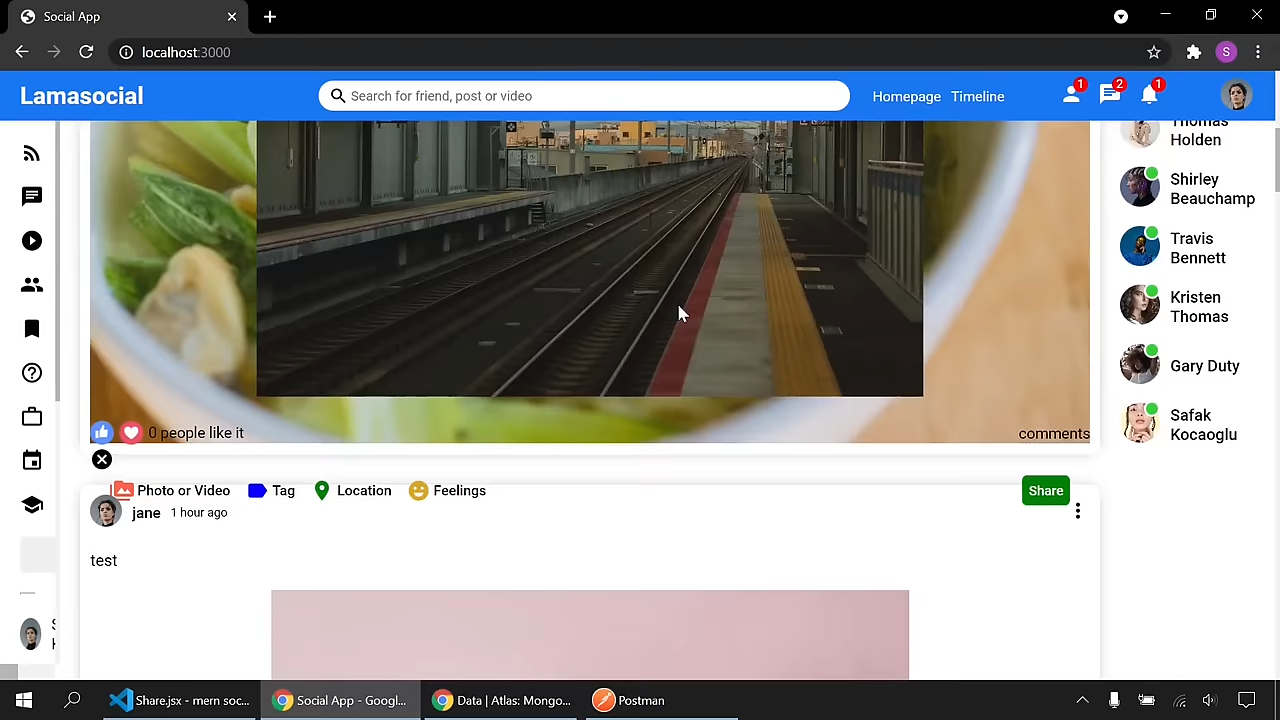 Social App
localhost:3000
S
Lamasocial
Search for friend, post or video
Homepage Timeline
1
2
1
Thomas
Holden
Shirley
Beauchamp
Travis
Bennett
Kristen
Thomas
Gary Duty
Safak
Kocaoglu
0 people like it
comments
Photo or Video
Tag
Location
Feelings
Share
jane 1 hour ago
test
Share.jsx - mern soc...
Social App - Googl...
Data | Atlas: Mongo...
Postman